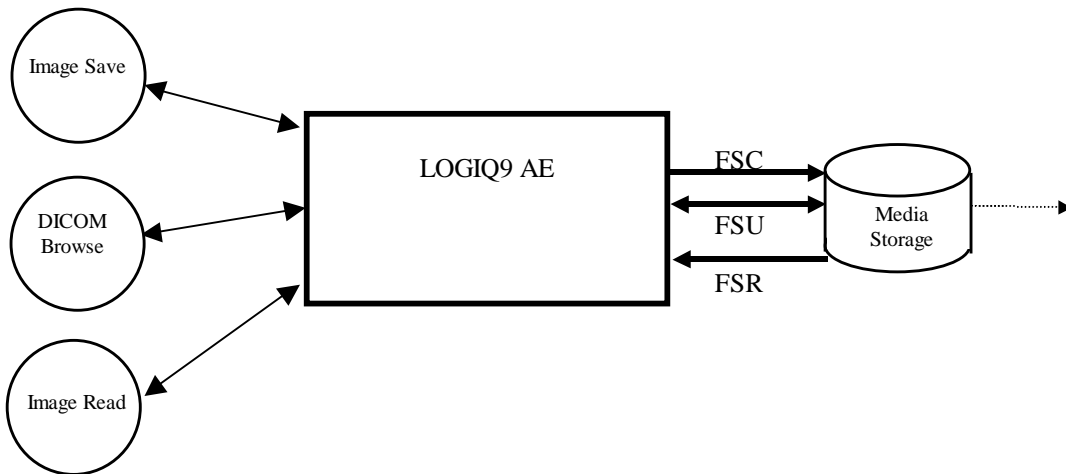 Image Save
LOGIQ9 AE
FSC
DICOM
Browse
FSU
Media
Storage
FSR
Image Read